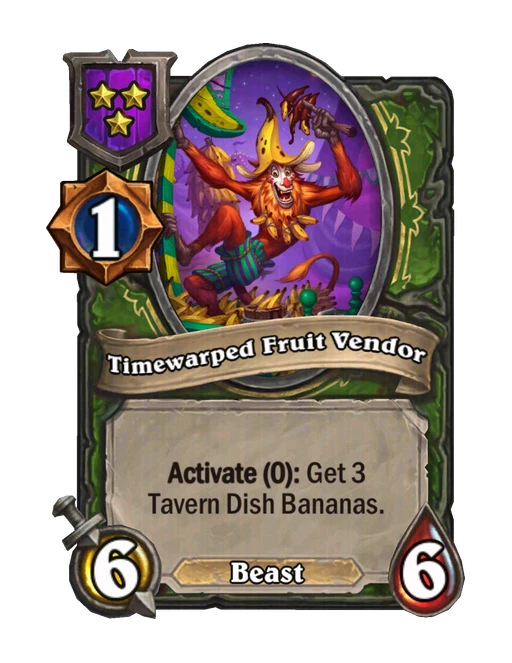 1
Timewarped Fruit Vendor
Activate (0): Get 3
Tavern Dish Bananas.
6
Beast
6